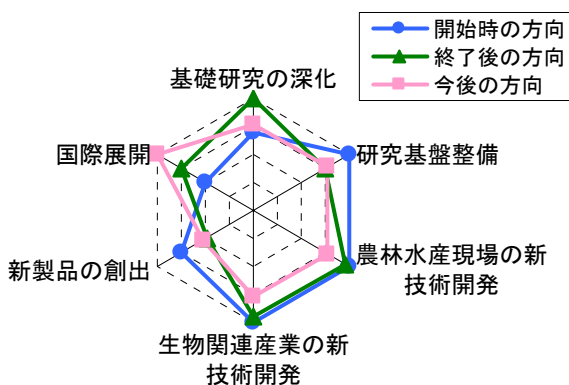 開始時の方向
終了後の方向
今後の方向
基礎研究の深化
研究基盤整備
農林水産現場の新
技術開発
生物関連産業の新
技術開発
新製品の創出
国際展開